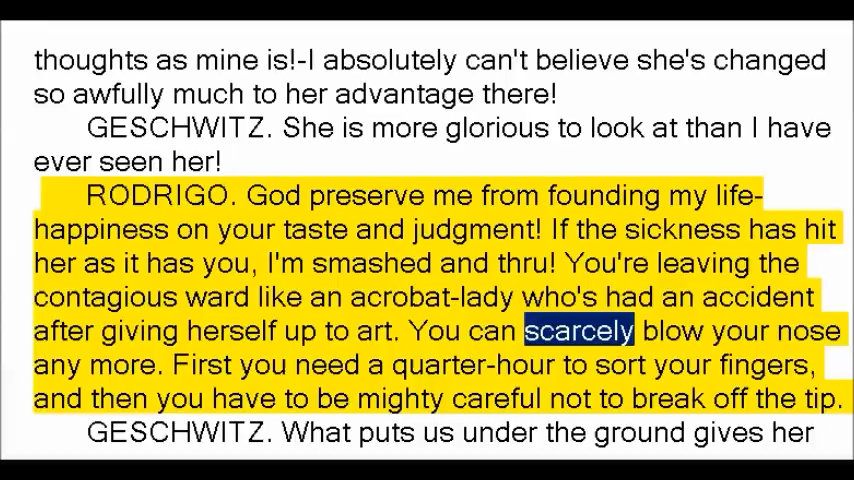 thoughts as mine is!-I absolutely can't believe she's changed
so awfully much to her advantage there!
GESCHWITZ. She is more glorious to look at than I have
ever seen her!
RODRIGO. God preserve me from founding my life-
happiness on your taste and judgment! If the sickness has hit
her as it has you, I'm smashed and thru! You're leaving the
contagious ward like an acrobat-lady who's had an accident
after giving herself up to art. You can scarcely blow your nose
any more. First you need a quarter-hour to sort your fingers,
and then you have to be mighty careful not to break off the tip.
GESCHWITZ. What puts us under the ground gives her